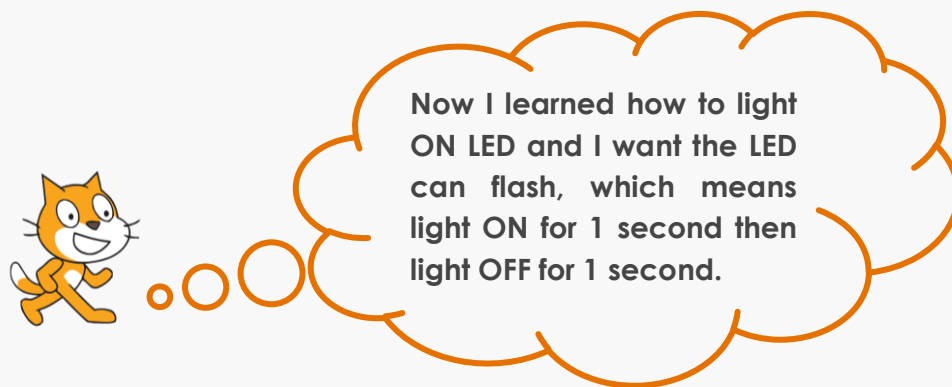 Now I learned how to light
ON LED and I want the LED
can flash, which means
light ON for 1 second then
light OFF for 1 second.